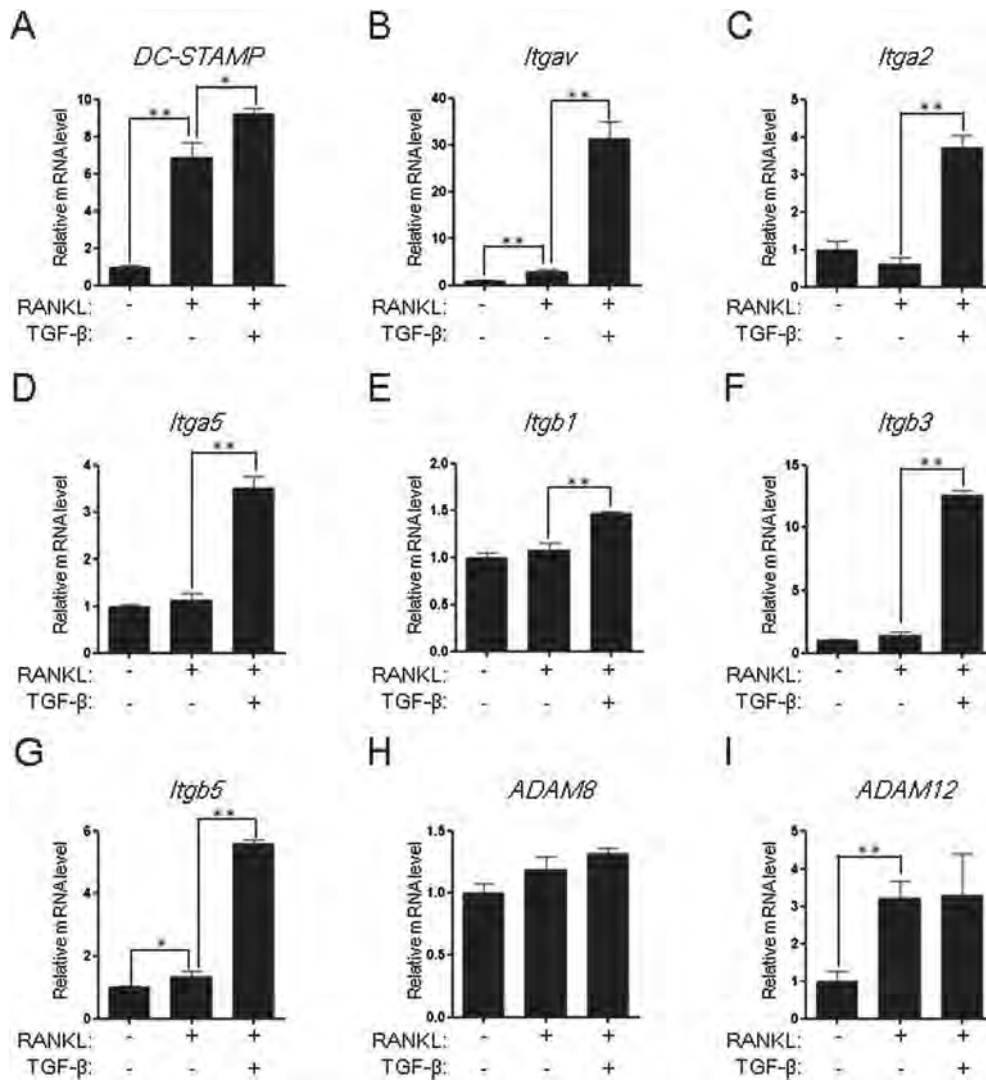 A
DC-STAMP
Relative mRNA level
10
8
6
4
2
0
**
*
RANKL: - + +
TGF-β: - - +
B
Itgav
Relative mRNA level
40
30
20
10
0
**
**
RANKL: - + +
TGF-β: - - +
C
Itga2
Relative mRNA level
5
4
3
2
1
0
**
RANKL: - + +
TGF-β: - - +
D
Itga5
Relative mRNA level
4
3
2
1
0
**
RANKL: - + +
TGF-β: - - +
E
Itgb1
Relative mRNA level
2.0
1.5
1.0
0.5
0.0
**
RANKL: - + +
TGF-β: - - +
F
Itgb3
Relative mRNA level
15
10
5
0
**
RANKL: - + +
TGF-β: - - +
G
Itgb5
Relative mRNA level
6
4
2
0
*
**
RANKL: - + +
TGF-β: - - +
H
ADAM8
Relative mRNA level
1.5
1.0
0.5
0.0
RANKL: - + +
TGF-β: - - +
I
ADAM12
Relative mRNA level
5
4
3
2
1
0
**
RANKL: - + +
TGF-β: - - +